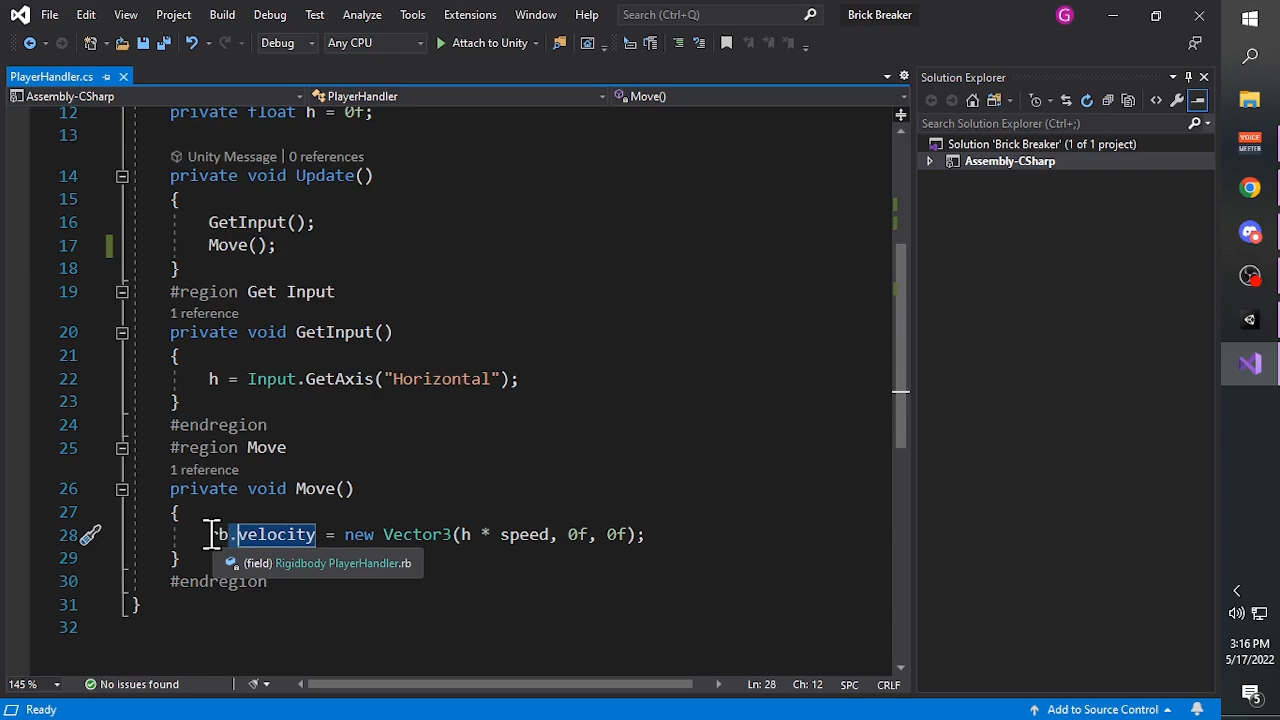 File Edit View Project Build Debug Test Analyze Tools Extensions Window Help Search (Ctrl+Q) Brick Breaker G
Debug Any CPU Attach to Unity
PlayerHandler.cs
Solution Explorer
Assembly-CSharp PlayerHandler Move()
Search Solution Explorer (Ctrl+;)
Solution 'Brick Breaker' (1 of 1 project)
Assembly-CSharp
12 private float h = 0f;
13
Unity Message | 0 references
14 private void Update()
15 {
16 GetInput();
17 Move();
18 }
19 #region Get Input
1 reference
20 private void GetInput()
21 {
22 h = Input.GetAxis("Horizontal");
23 }
24 #endregion
25 #region Move
1 reference
26 private void Move()
27 {
28 rb.velocity = new Vector3(h * speed, 0f, 0f);
29 }
(field) Rigidbody PlayerHandler.rb
30 #endregion
31 }
32
145 % No issues found Ln: 28 Ch: 12 SPC CRLF
Ready Add to Source Control
VOICE
MEETER
3:16 PM
5/17/2022
5